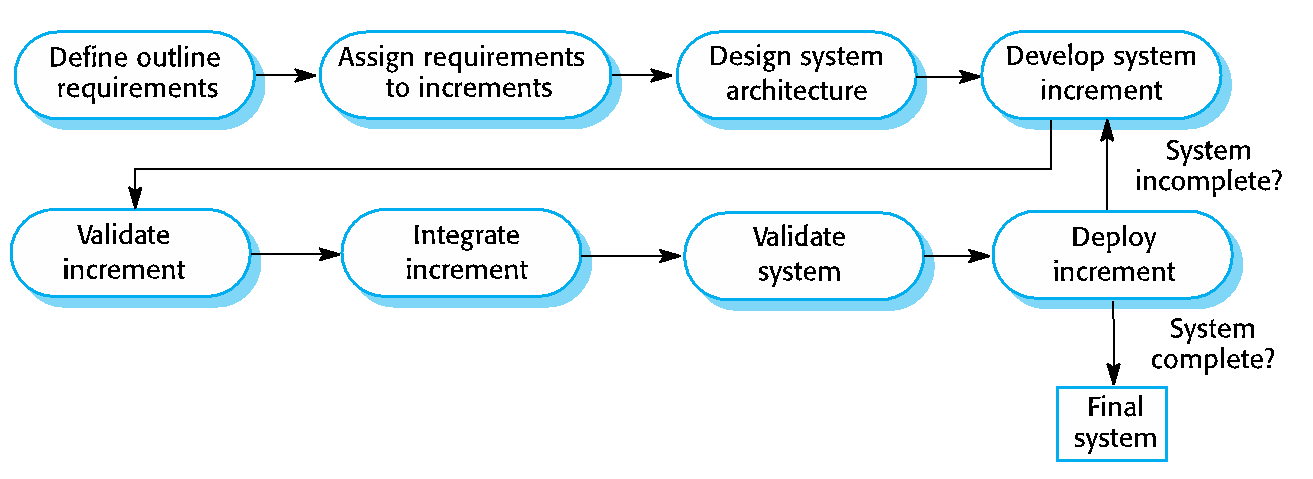 Define outline
requirements
Assign requirements
to increments
Design system
architecture
Develop system
increment
System
incomplete?
Validate
increment
Integrate
increment
Validate
system
Deploy
increment
System
complete?
Final
system